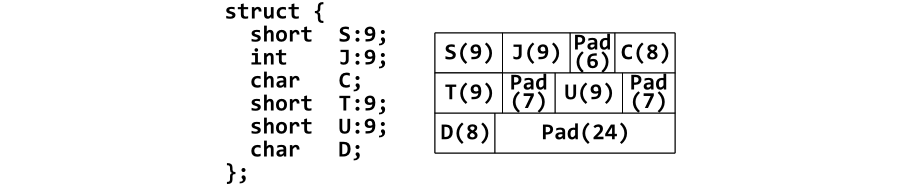 struct {
short S:9;
int J:9;
char C;
short T:9;
short U:9;
char D;
};
S(9) J(9) Pad (6) C(8)
T(9) Pad (7) U(9) Pad (7)
D(8) Pad(24)